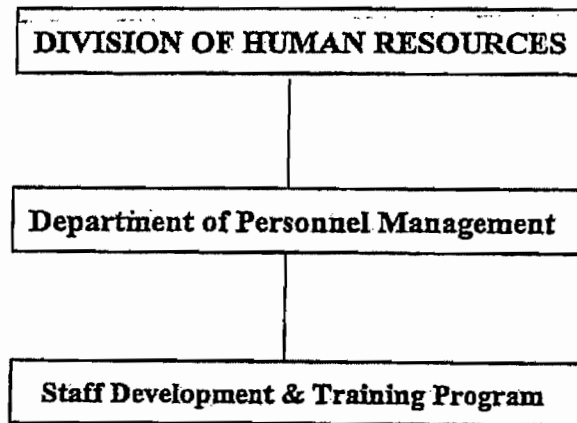 DIVISION OF HUMAN RESOURCES
Department of Personnel Management
Staff Development & Training Program